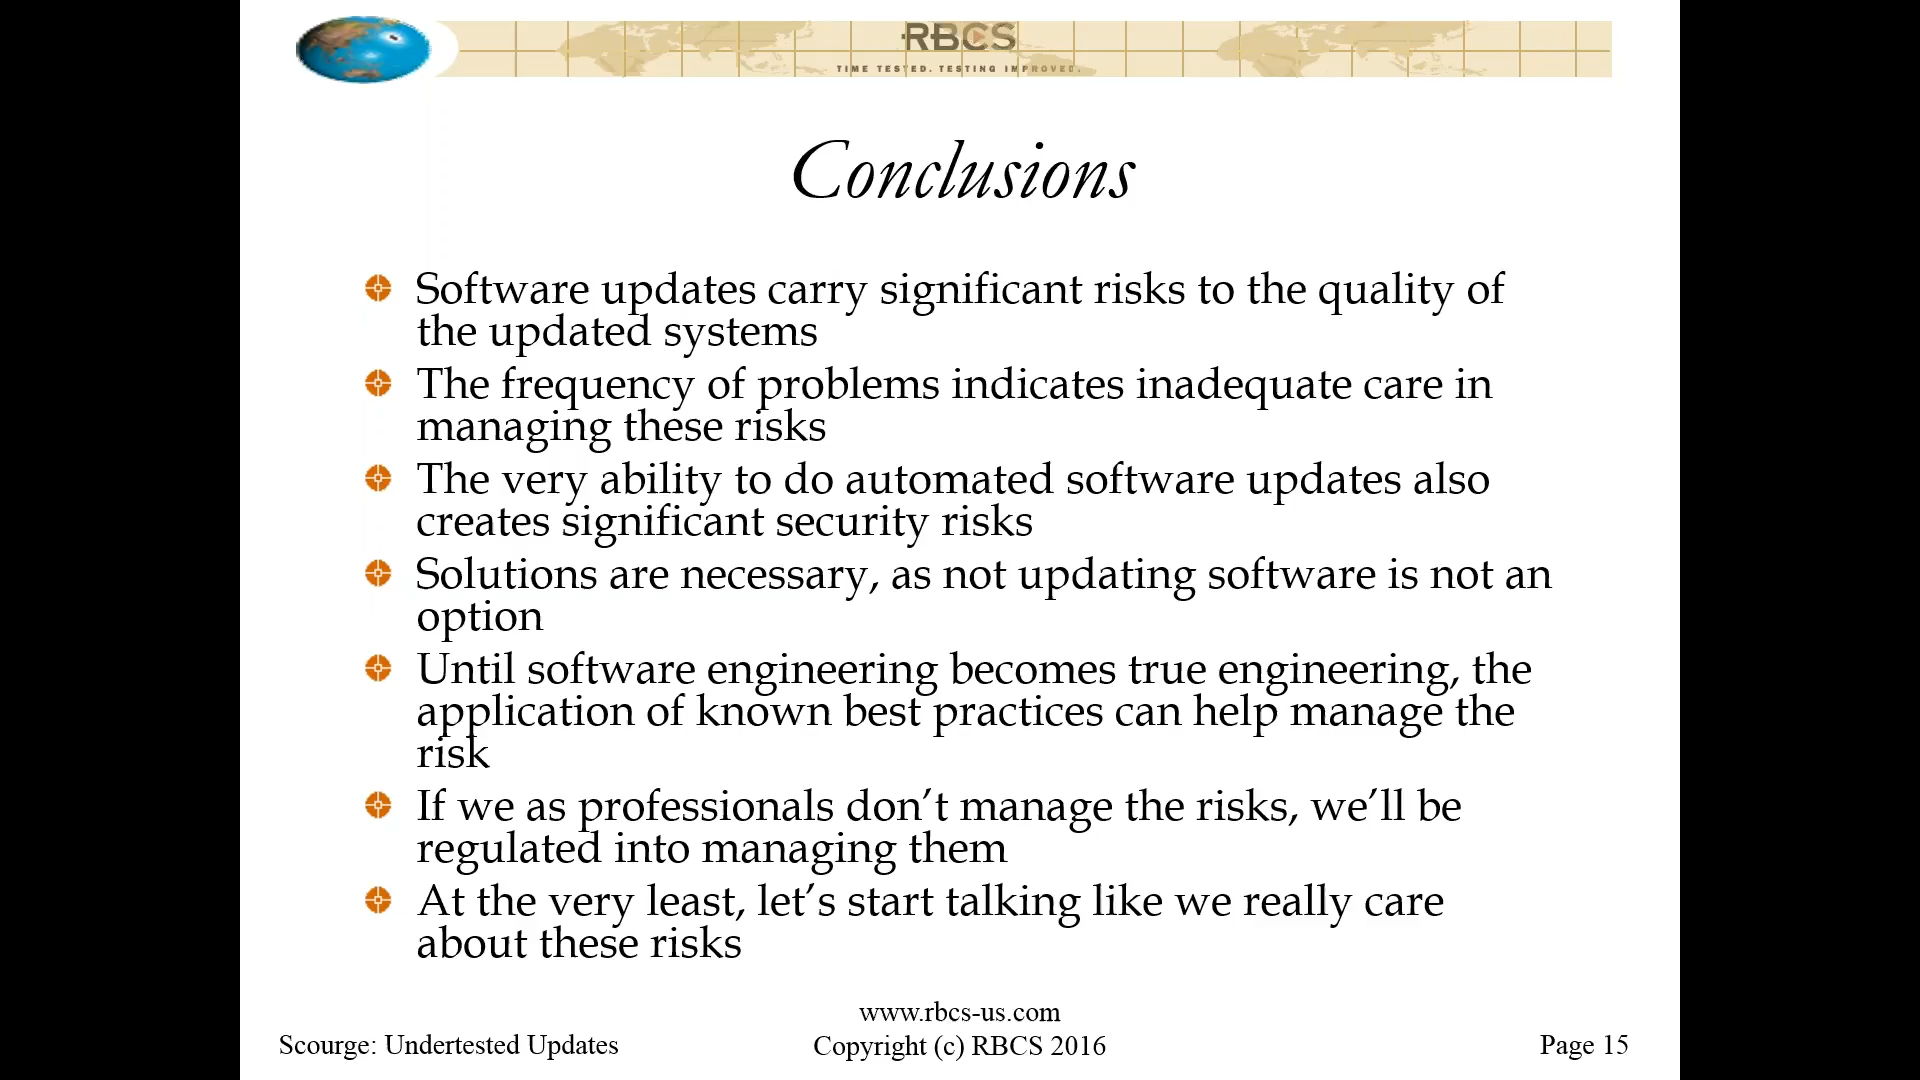 RBCS
TIME TESTED. TESTING IMPROVED.
Conclusions
Software updates carry significant risks to the quality of
the updated systems
The frequency of problems indicates inadequate care in
managing these risks
The very ability to do automated software updates also
creates significant security risks
Solutions are necessary, as not updating software is not an
option
Until software engineering becomes true engineering, the
application of known best practices can help manage the
risk
If we as professionals don’t manage the risks, we’ll be
regulated into managing them
At the very least, let’s start talking like we really care
about these risks
www.rbcs-us.com
Scourge: Undertested Updates
Copyright (c) RBCS 2016
Page 15